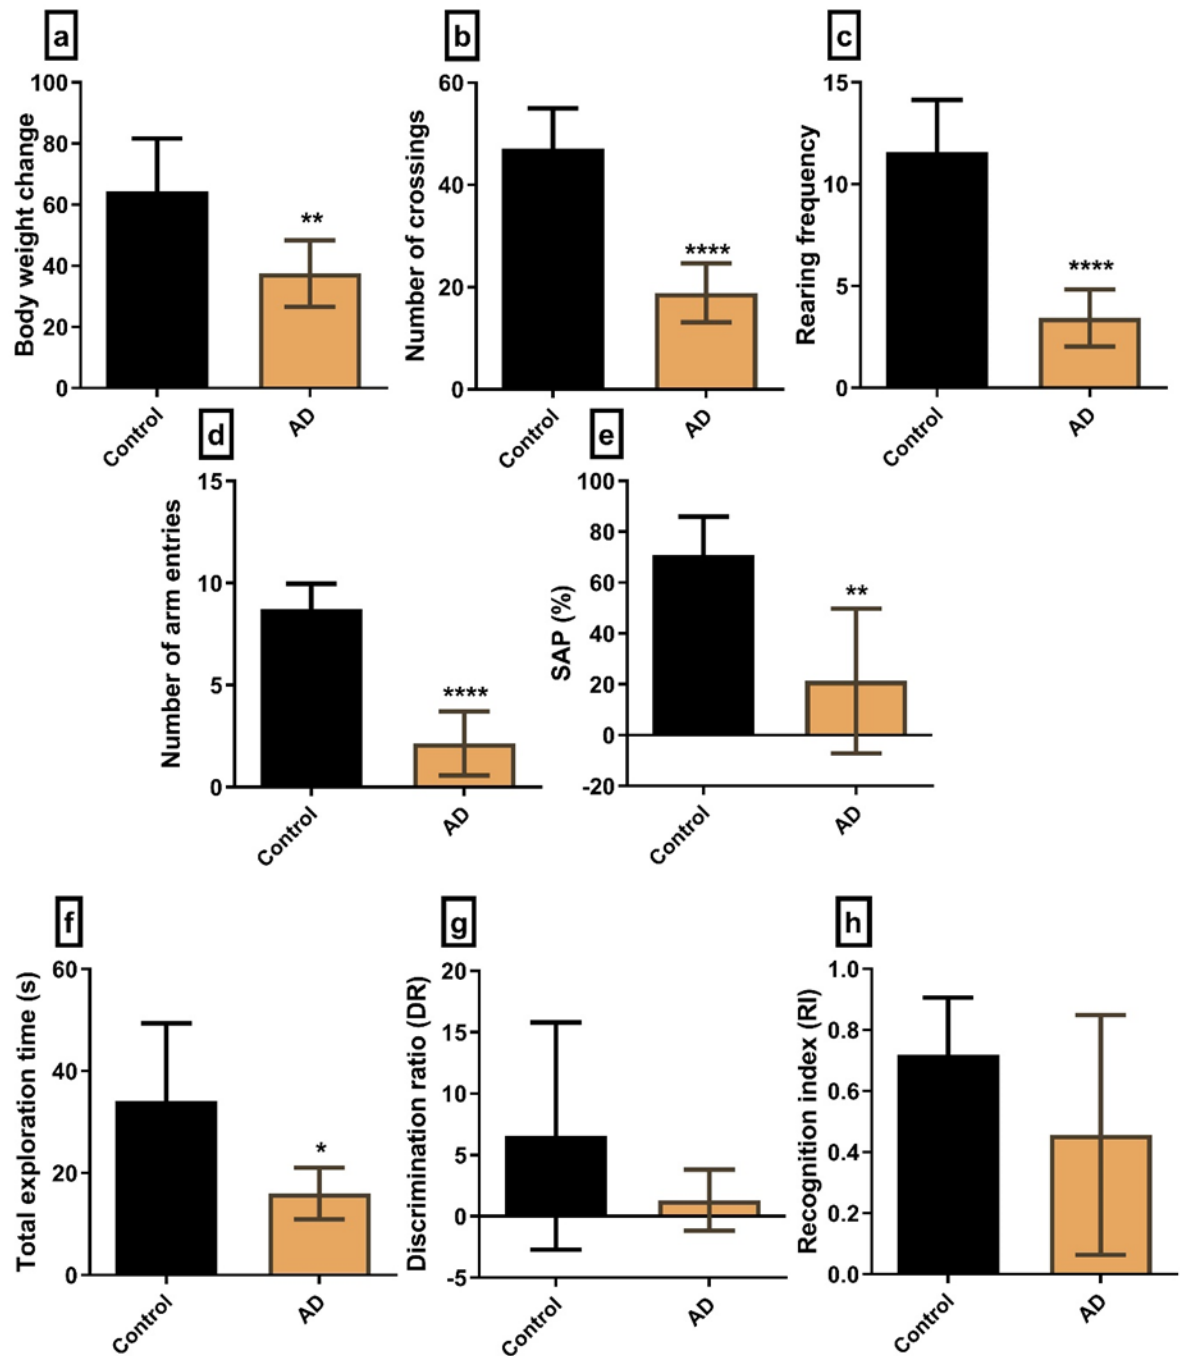 a
Body weight change
100
80
60
40
20
0
**
Control
AD
b
Number of crossings
60
40
20
0
****
Control
AD
c
Rearing frequency
15
10
5
0
****
Control
AD
d
Number of arm entries
15
10
5
0
****
Control
AD
e
SAP (%)
100
80
60
40
20
0
-20
**
Control
AD
f
Total exploration time (s)
60
40
20
0
*
Control
AD
g
Discrimination ratio (DR)
20
15
10
5
0
-5
Control
AD
h
Recognition index (RI)
1.0
0.8
0.6
0.4
0.2
0.0
Control
AD